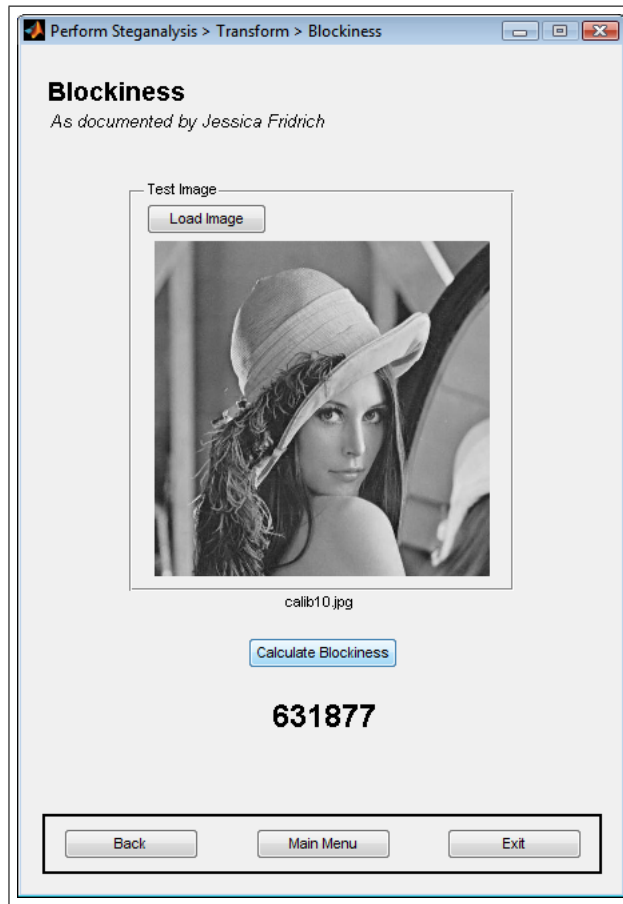 Perform Steganalysis > Transform > Blockiness
Blockiness
As documented by Jessica Fridrich
Test Image
Load Image
calib10.jpg
Calculate Blockiness
631877
Back
Main Menu
Exit